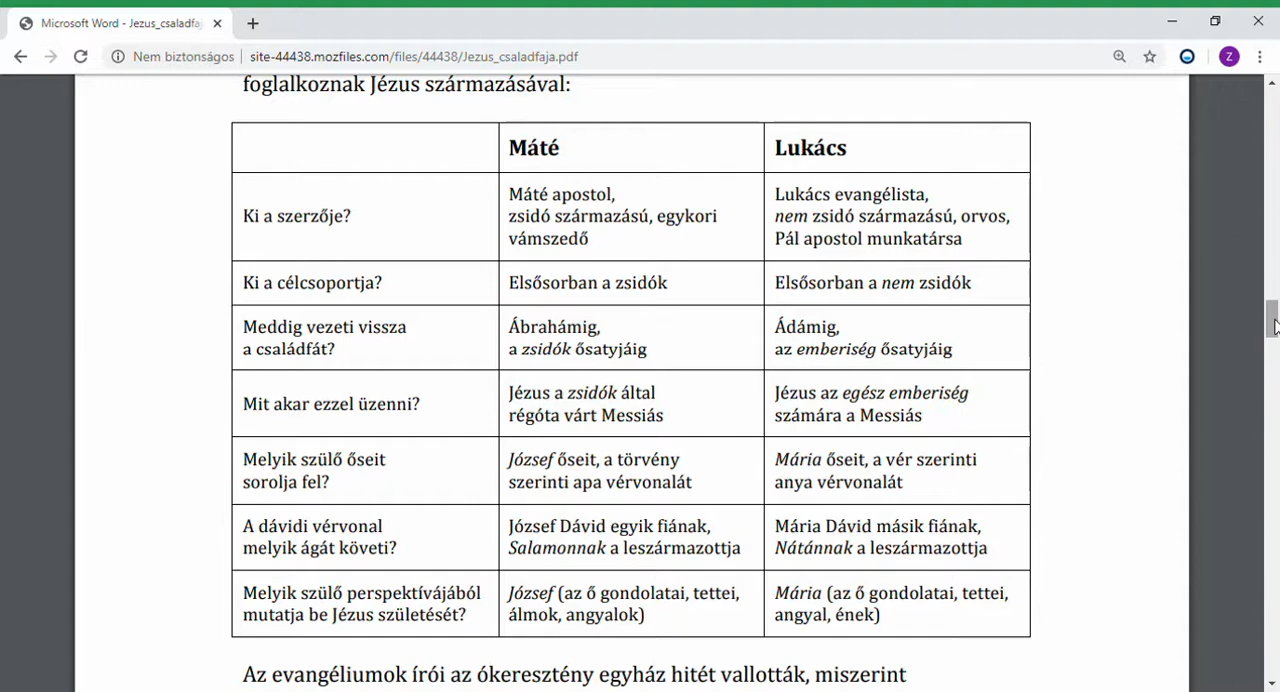 Microsoft Word - Jezus_csaladfa
Nem biztonságos
site-44438.mozfiles.com/files/44438/Jezus_csaladfaja.pdf
Z
foglalkoznak Jézus származásával:
Máté
Lukács
Ki a szerzője?
Máté apostol,
zsidó származású, egykori
vámszedő
Lukács evangélista,
nem zsidó származású, orvos,
Pál apostol munkatársa
Ki a célcsoportja?
Elsősorban a zsidók
Elsősorban a nem zsidók
Meddig vezeti vissza
a családfát?
Ábrahámig,
a zsidók ősatyjáig
Ádámig,
az emberiség ősatyjáig
Mit akar ezzel üzenni?
Jézus a zsidók által
régóta várt Messiás
Jézus az egész emberiség
számára a Messiás
Melyik szülő őseit
sorolja fel?
József őseit, a törvény
szerinti apa vérvonalát
Mária őseit, a vér szerinti
anya vérvonalát
A dávidi vérvonal
melyik ágát követi?
József Dávid egyik fiának,
Salamonnak a leszármazottja
Mária Dávid másik fiának,
Nátánnak a leszármazottja
Melyik szülő perspektívájából
mutatja be Jézus születését?
József (az ő gondolatai, tettei,
álmok, angyalok)
Mária (az ő gondolatai, tettei,
angyal, ének)
Az evangéliumok írói az ókeresztény egyház hitét vallották, miszerint